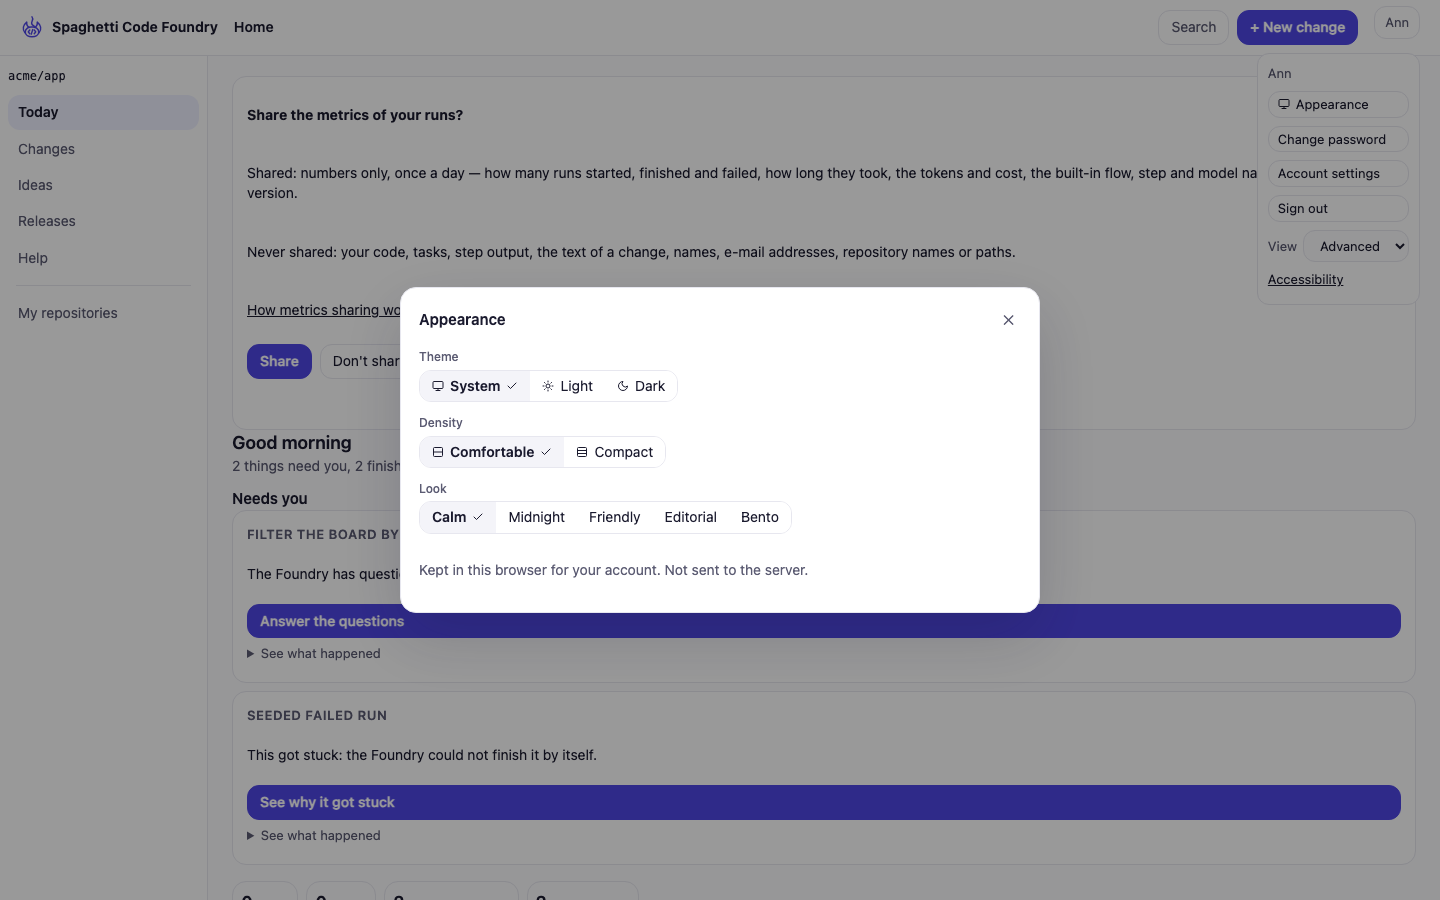 Spaghetti Code Foundry
Home
Search
+ New change
Ann
acme/app
Today
Changes
Ideas
Releases
Help
My repositories
Ann
Appearance
Change password
Account settings
Sign out
View Advanced
Accessibility
Share the metrics of your runs?
Shared: numbers only, once a day — how many runs started, finished and failed, how long they took, the tokens and cost, the built-in flow, step and model
version.
Never shared: your code, tasks, step output, the text of a change, names, e-mail addresses, repository names or paths.
How metrics sharing
Share
Don't
Good morning
2 things need you, 2
Needs you
FILTER THE BOARD BY
The Foundry has
Answer the questions
See what happened
SEEDED FAILED RUN
This got stuck: the Foundry could not finish it by itself.
See why it got stuck
See what happened
Appearance
Theme
System
Light
Dark
Density
Comfortable
Compact
Look
Calm
Midnight
Friendly
Editorial
Bento
Kept in this browser for your account. Not sent to the server.